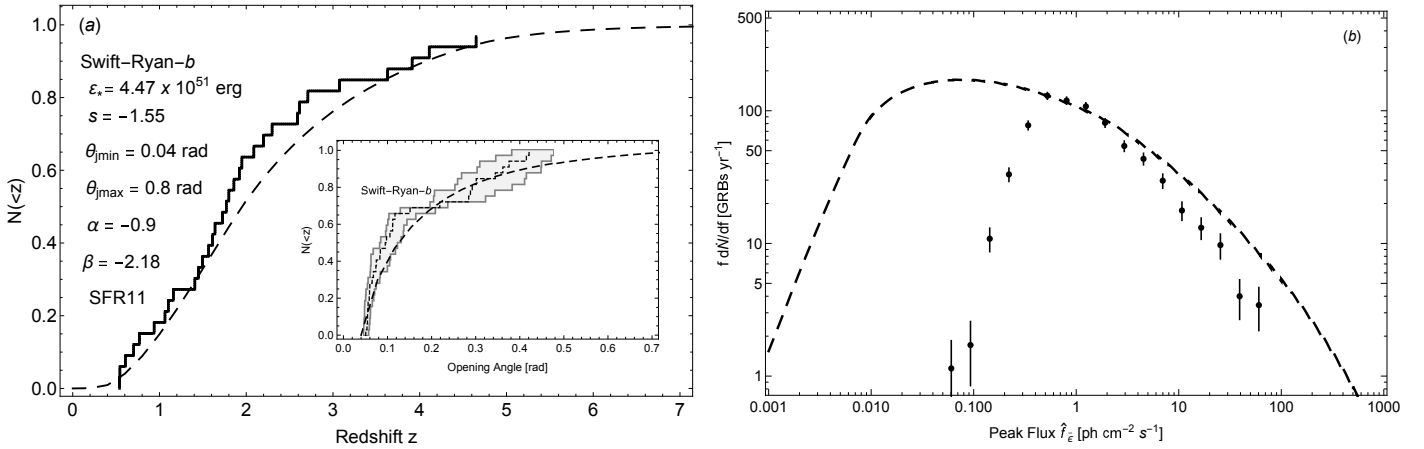 (a)
Swift−Ryan−b
ε* = 4.47 x 10^51 erg
s = −1.55
θjmin = 0.04 rad
θjmax = 0.8 rad
α = −0.9
β = −2.18
SFR11
N(<z)
1.0
0.8
0.6
0.4
0.2
0.0
0 1 2 3 4 5 6 7
Redshift z
Swift−Ryan−b
N(<z)
1.0
0.8
0.6
0.4
0.2
0.0
0.0 0.1 0.2 0.3 0.4 0.5 0.6 0.7
Opening Angle [rad]
(b)
f dṄ/df [GRBs yr⁻¹]
500
100
50
10
5
1
0.001 0.010 0.100 1 10 100 1000
Peak Flux f̂ε̄ [ph cm⁻² s⁻¹]